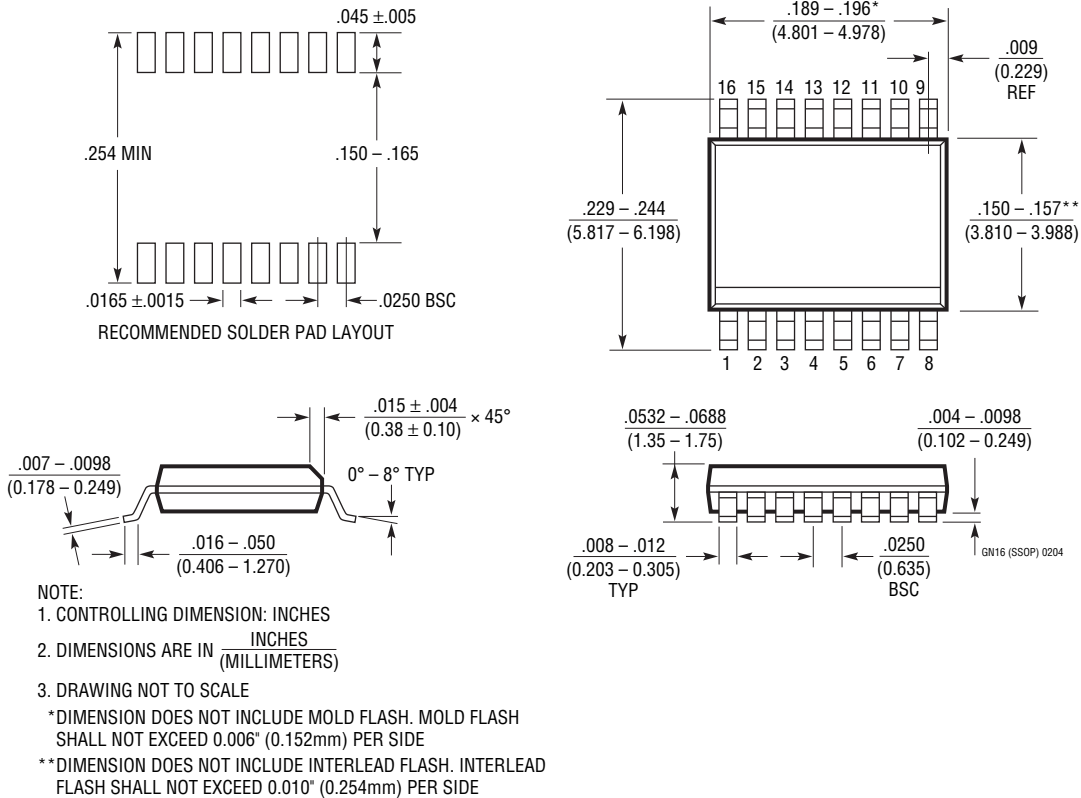 .045 ±.005
.254 MIN
.150 – .165
.0165 ±.0015
.0250 BSC
RECOMMENDED SOLDER PAD LAYOUT
.189 – .196*
(4.801 – 4.978)
.009
(0.229)
REF
16 15 14 13 12 11 10 9
.229 – .244
(5.817 – 6.198)
.150 – .157**
(3.810 – 3.988)
1 2 3 4 5 6 7 8
.015 ± .004
(0.38 ± 0.10)
× 45°
.007 – .0098
(0.178 – 0.249)
0° – 8° TYP
.016 – .050
(0.406 – 1.270)
.0532 – .0688
(1.35 – 1.75)
.004 – .0098
(0.102 – 0.249)
.008 – .012
(0.203 – 0.305)
TYP
.0250
(0.635)
BSC
GN16 (SSOP) 0204
NOTE:
1. CONTROLLING DIMENSION: INCHES
2. DIMENSIONS ARE IN INCHES
(MILLIMETERS)
3. DRAWING NOT TO SCALE
*DIMENSION DOES NOT INCLUDE MOLD FLASH. MOLD FLASH
SHALL NOT EXCEED 0.006" (0.152mm) PER SIDE
**DIMENSION DOES NOT INCLUDE INTERLEAD FLASH. INTERLEAD
FLASH SHALL NOT EXCEED 0.010" (0.254mm) PER SIDE